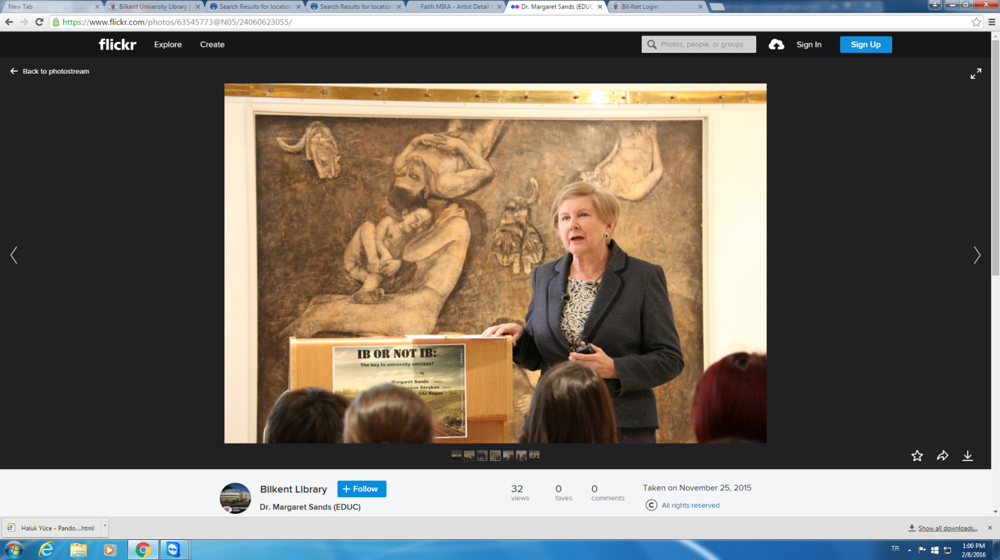 New Tab
Bilkent University Library |
Search Results for location
Search Results for location
Fatih MİKA - Artist Detail -
Dr. Margaret Sands (EDUC
Bil-Net Login
https://www.flickr.com/photos/63545773@N05/24060623055/
flickr
Explore
Create
Photos, people, or groups
Sign In
Sign Up
Back to photostream
IB OR NOT IB:
The key to university success?
by
Margaret Sands
Ateşkan
Sıla Bogun
Bilkent Library
+ Follow
Dr. Margaret Sands (EDUC)
32
views
0
faves
0
comments
Taken on November 25, 2015
© All rights reserved
Haluk Yüce - Pando....html
Show all downloads...
TR
1:00 PM
2/8/2016